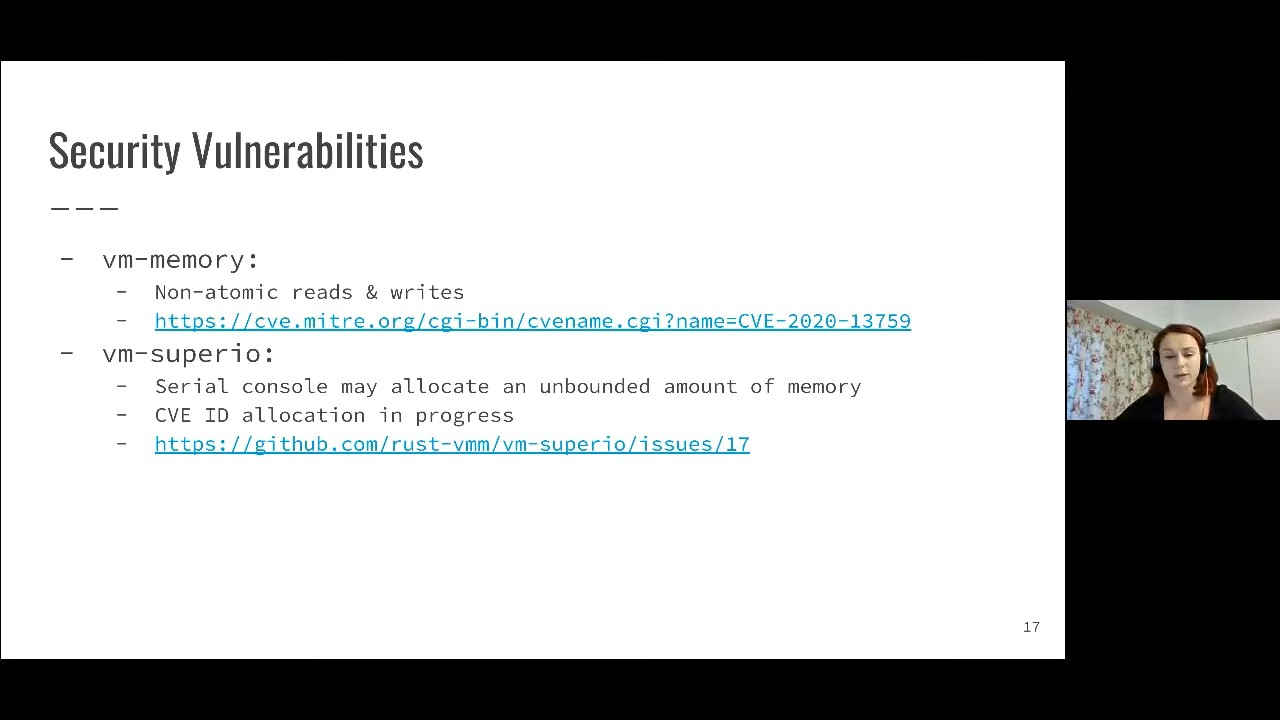 Security Vulnerabilities
———
- vm-memory:
- Non-atomic reads & writes
- https://cve.mitre.org/cgi-bin/cvename.cgi?name=CVE-2020-13759
- vm-superio:
- Serial console may allocate an unbounded amount of memory
- CVE ID allocation in progress
- https://github.com/rust-vmm/vm-superio/issues/17
17